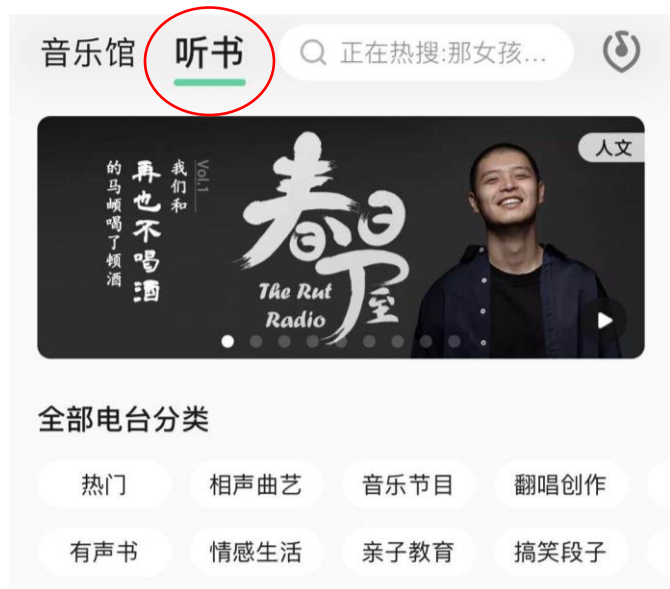 音乐馆 听书 正在热搜:那女孩...
人文
Vol.1
我们和
再也不喝酒
的马顿喝了顿酒
春日下室
The Rut
Radio
全部电台分类
热门 相声曲艺 音乐节目 翻唱创作
有声书 情感生活 亲子教育 搞笑段子